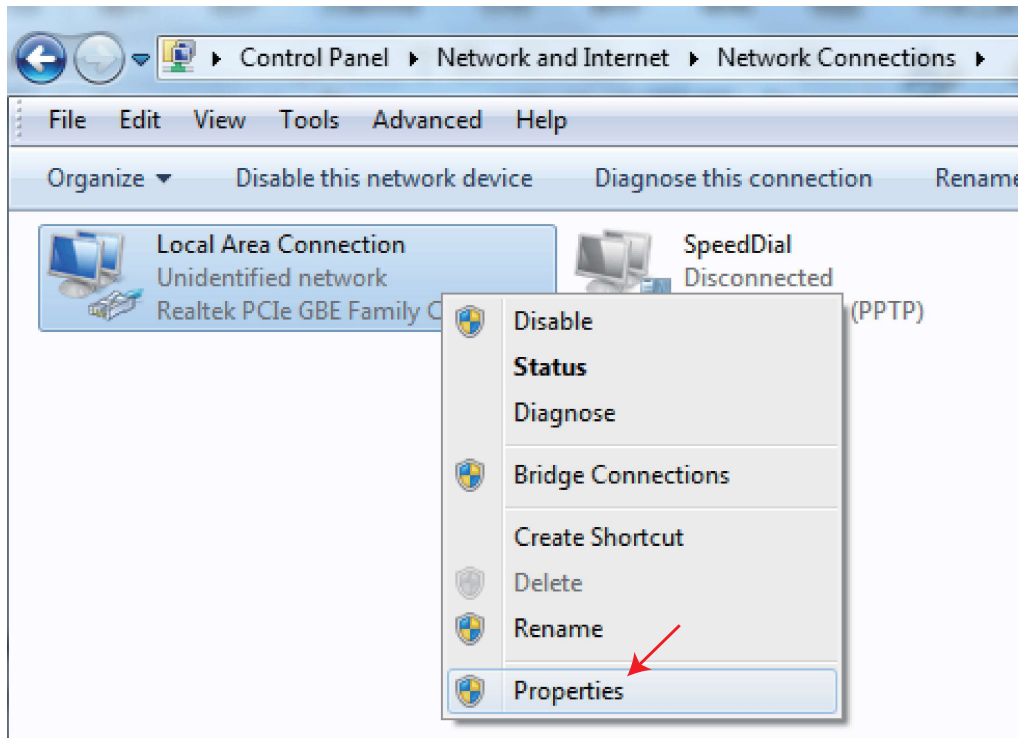 Control Panel Network and Internet Network Connections
File Edit View Tools Advanced Help
Organize Disable this network device Diagnose this connection Rename
Local Area Connection
Unidentified network
Realtek PCIe GBE Family C
SpeedDial
Disconnected
(PPTP)
Disable
Status
Diagnose
Bridge Connections
Create Shortcut
Delete
Rename
Properties